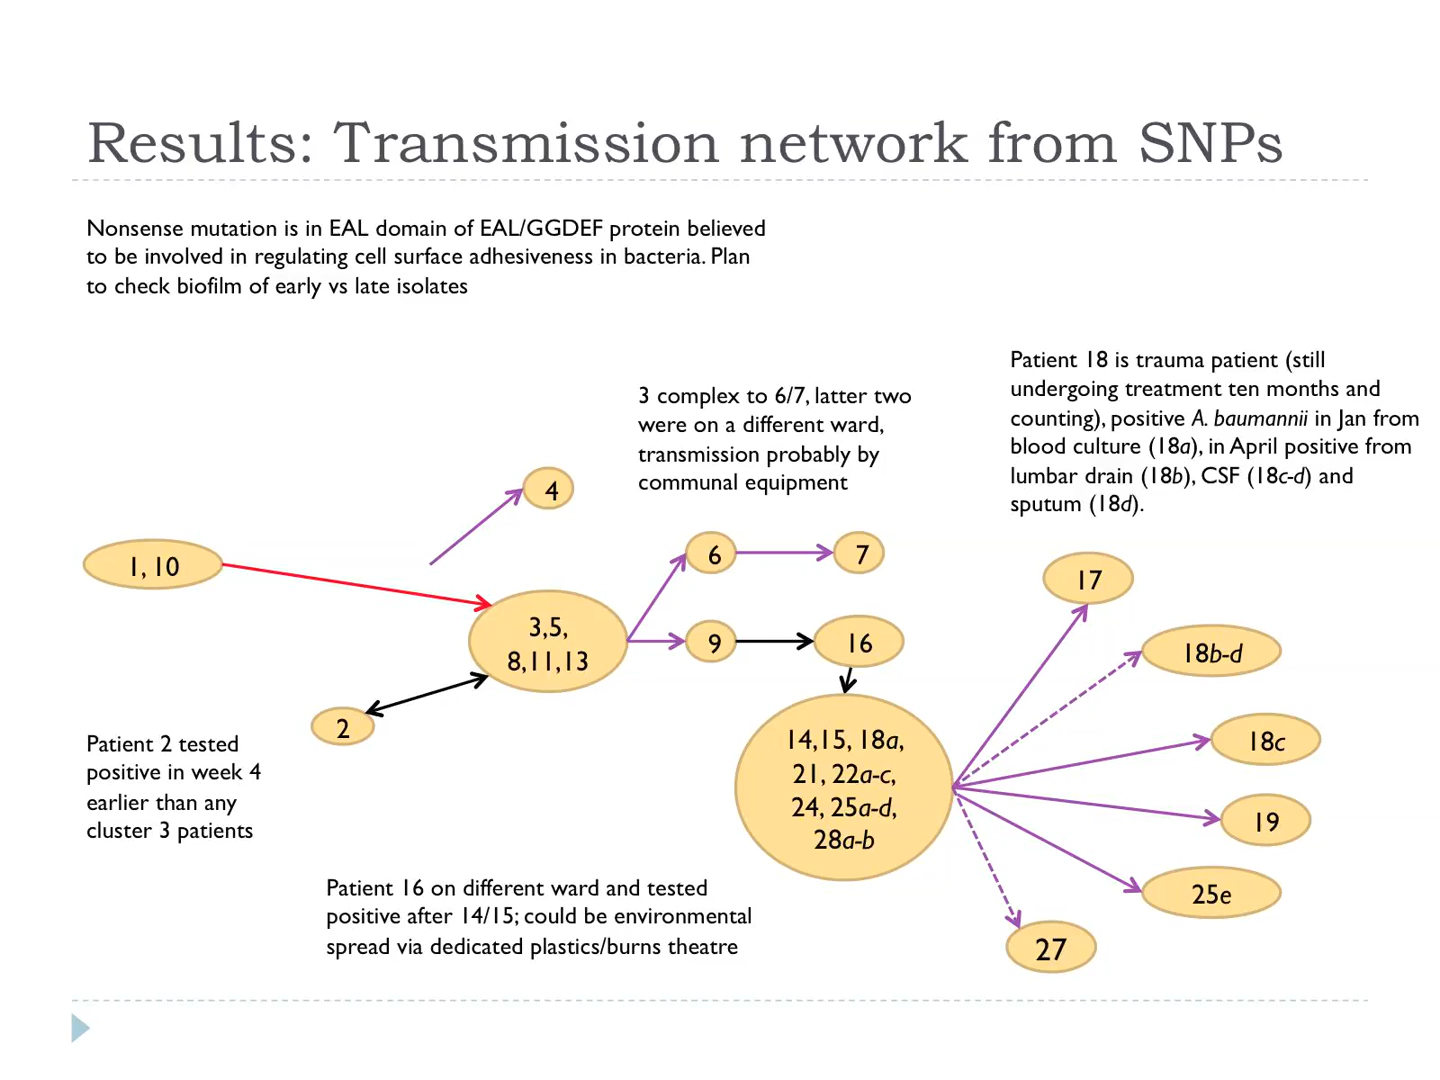 Results: Transmission network from SNPs
Nonsense mutation is in EAL domain of EAL/GGDEF protein believed
to be involved in regulating cell surface adhesiveness in bacteria. Plan
to check biofilm of early vs late isolates
Patient 18 is trauma patient (still
undergoing treatment ten months and
counting), positive A. baumannii in Jan from
blood culture (18a), in April positive from
lumbar drain (18b), CSF (18c-d) and
sputum (18d).
3 complex to 6/7, latter two
were on a different ward,
transmission probably by
communal equipment
4
1, 10
6
7
17
3,5,
8,11,13
9
16
18b-d
2
14,15, 18a,
21, 22a-c,
24, 25a-d,
28a-b
18c
19
25e
27
Patient 2 tested
positive in week 4
earlier than any
cluster 3 patients
Patient 16 on different ward and tested
positive after 14/15; could be environmental
spread via dedicated plastics/burns theatre